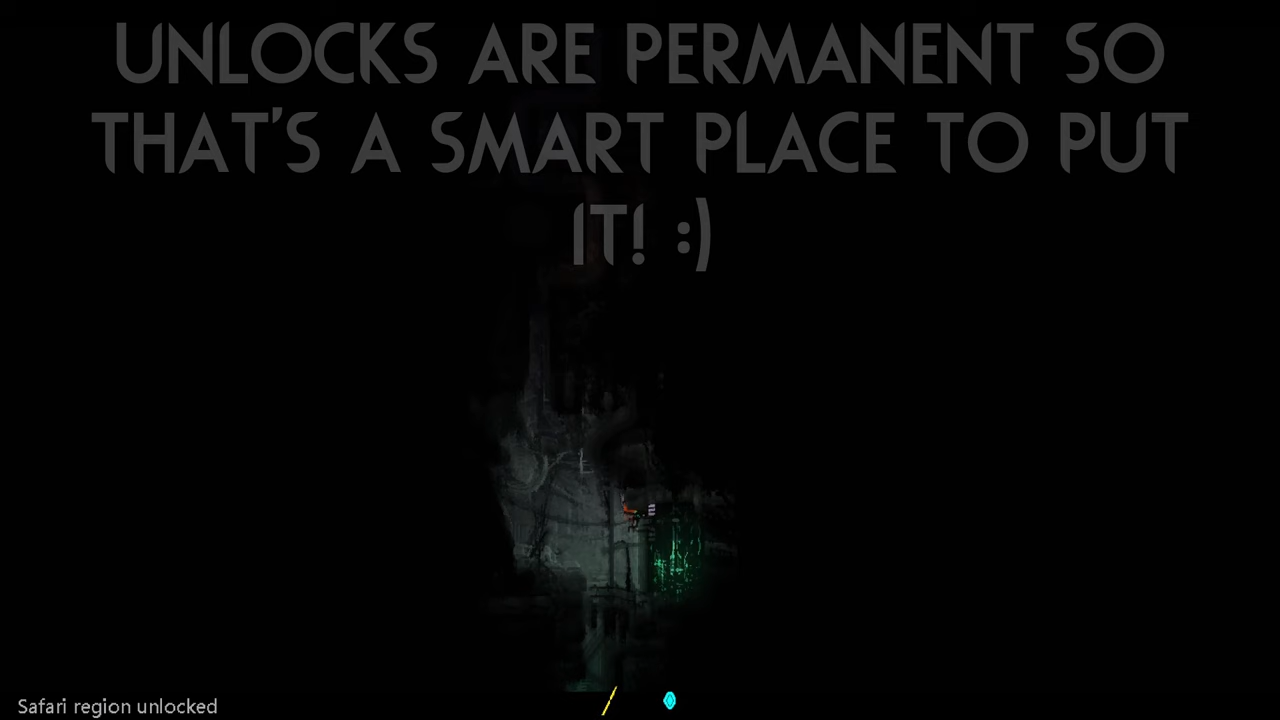 UNLOCKS ARE PERMANENT SO
THAT'S A SMART PLACE TO PUT
IT! :)
Safari region unlocked